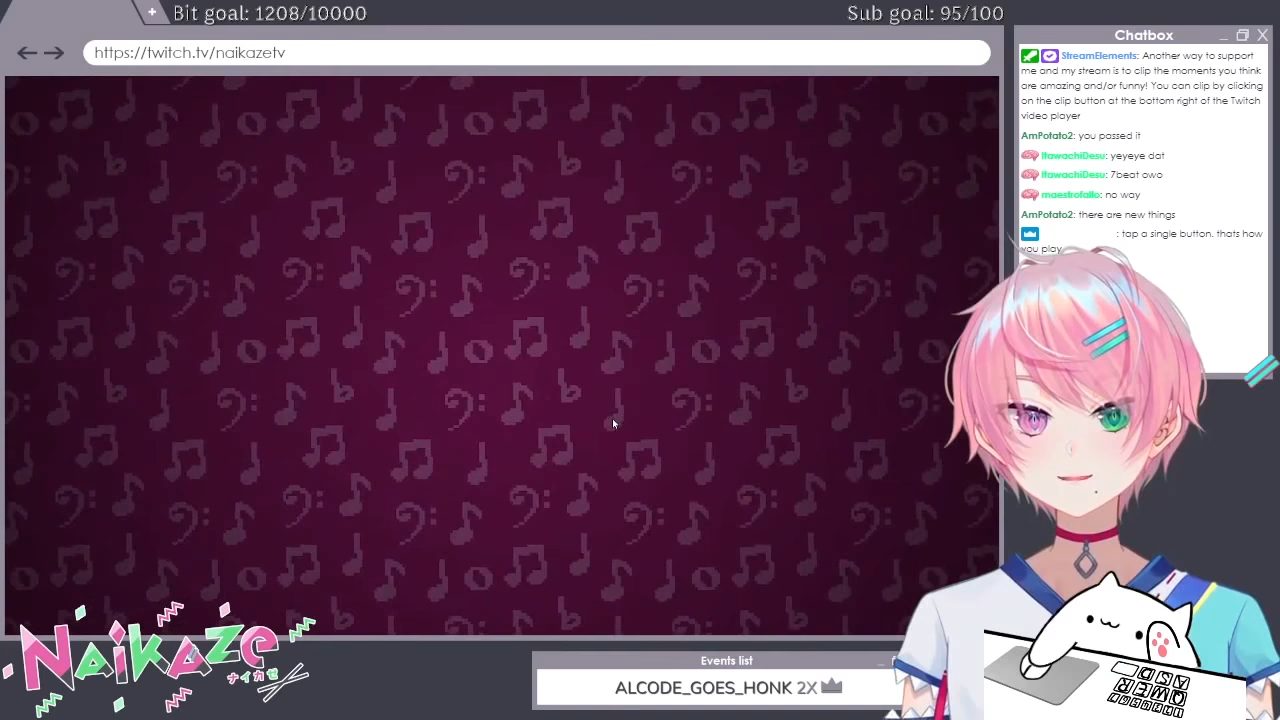 Bit goal: 1208/10000
Sub goal: 95/100
https://twitch.tv/naikazetv
Chatbox
StreamElements: Another way to support
me and my stream is to clip the moments you think
are amazing and/or funny! You can clip by clicking
on the clip button at the bottom right of the Twitch
video player
AmPotato2: you passed it
ItawachiDesu: yeyeye dat
ItawachiDesu: 7beat owo
maestrofallo: no way
AmPotato2: there are new things
: tap a single button. thats how
you play
NaikaZe
ナイカゼ
Events list
ALCODE_GOES_HONK 2X